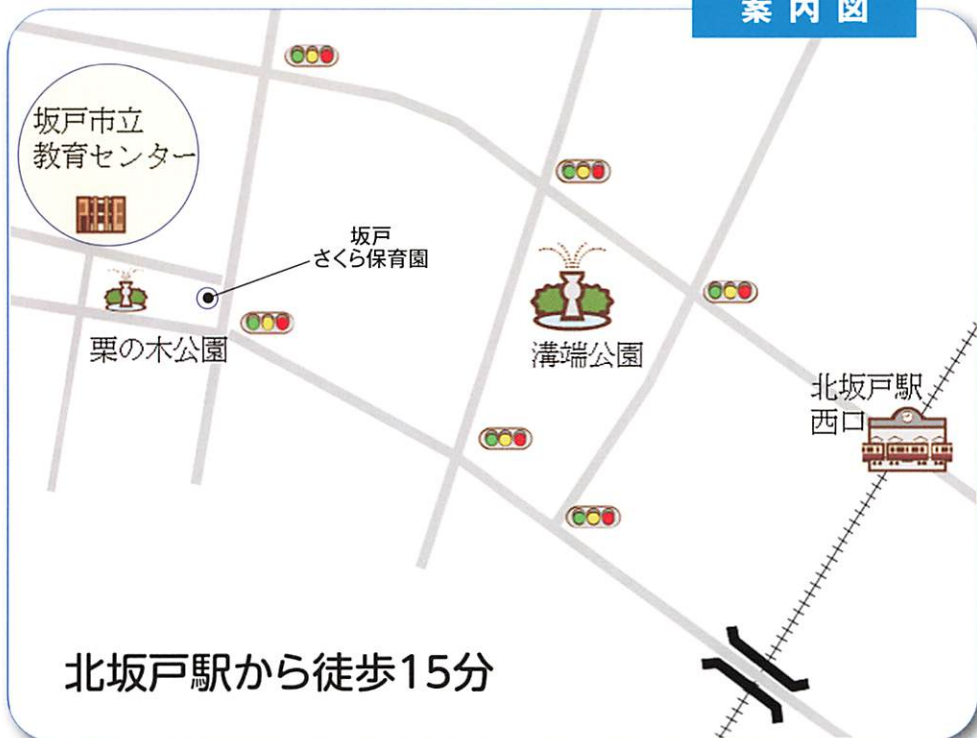 案内図
坂戸市立
教育センター
坂戸
さくら保育園
栗の木公園
溝端公園
北坂戸駅
西口
北坂戸駅から徒歩15分